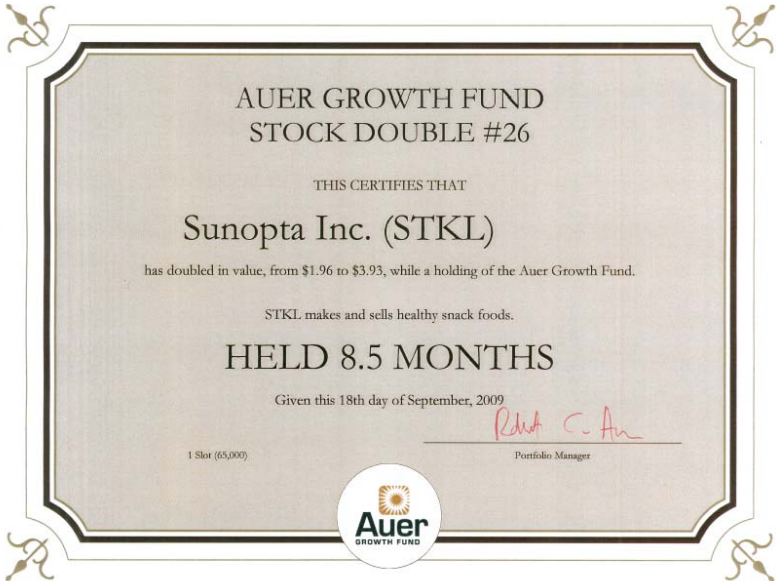 AUER GROWTH FUND
STOCK DOUBLE #26
THIS CERTIFIES THAT
Sunopta Inc. (STKL)
has doubled in value, from $1.96 to $3.93, while a holding of the Auer Growth Fund.
STKL makes and sells healthy snack foods.
HELD 8.5 MONTHS
Given this 18th day of September, 2009
1 Slot (65,000)
Portfolio Manager
Auer
GROWTH FUND